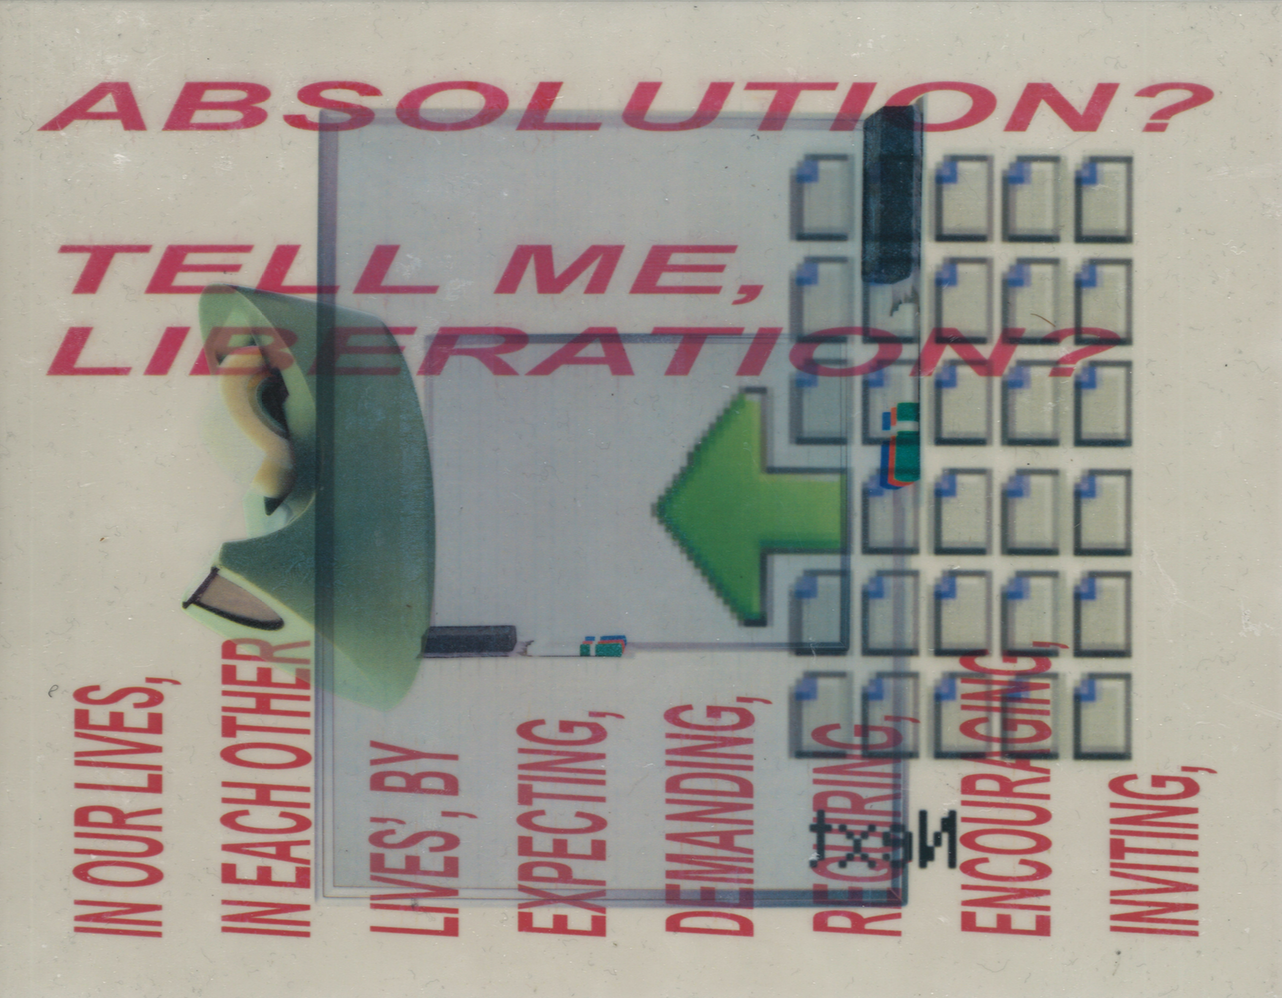 ABSOLUTION?
TELL ME,
LIBERATION?
IN OUR LIVES,
IN EACH OTHER
LIVES', BY
EXPECTING,
DEMANDING,
REQUIRING,
ENCOURAGING,
INVITING,
Next